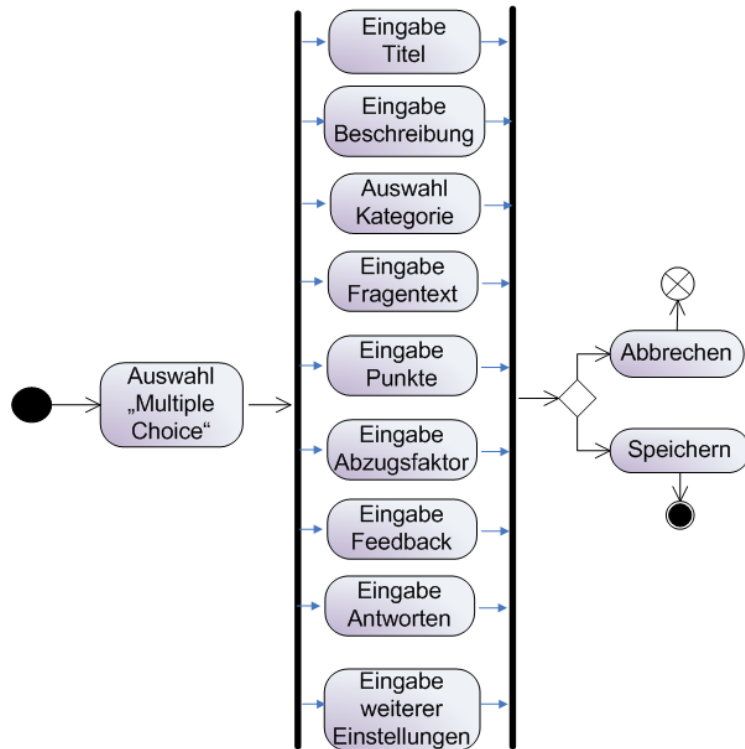 Eingabe
Titel
Eingabe
Beschreibung
Auswahl
Kategorie
Eingabe
Fragentext
Eingabe
Punkte
Eingabe
Abzugsfaktor
Eingabe
Feedback
Eingabe
Antworten
Eingabe
weiterer
Einstellungen
Auswahl
„Multiple
Choice“
Abbrechen
Speichern